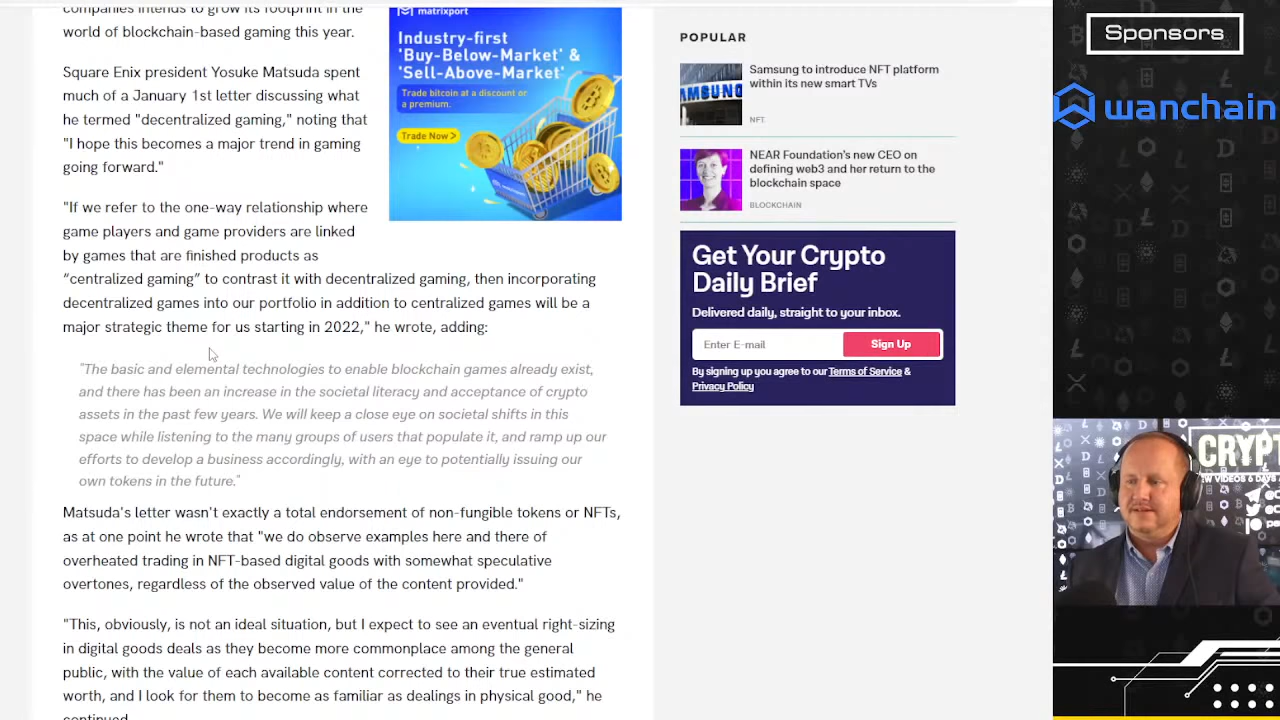 companies intends to grow its footprint in the
world of blockchain-based gaming this year.
Square Enix president Yosuke Matsuda spent
much of a January 1st letter discussing what
he termed "decentralized gaming," noting that
"I hope this becomes a major trend in gaming
going forward."
"If we refer to the one-way relationship where
game players and game providers are linked
by games that are finished products as
“centralized gaming” to contrast it with decentralized gaming, then incorporating
decentralized games into our portfolio in addition to centralized games will be a
major strategic theme for us starting in 2022," he wrote, adding:
"The basic and elemental technologies to enable blockchain games already exist,
and there has been an increase in the societal literacy and acceptance of crypto
assets in the past few years. We will keep a close eye on societal shifts in this
space while listening to the many groups of users that populate it, and ramp up our
efforts to develop a business accordingly, with an eye to potentially issuing our
own tokens in the future."
Matsuda's letter wasn't exactly a total endorsement of non-fungible tokens or NFTs,
as at one point he wrote that "we do observe examples here and there of
overheated trading in NFT-based digital goods with somewhat speculative
overtones, regardless of the observed value of the content provided."
"This, obviously, is not an ideal situation, but I expect to see an eventual right-sizing
in digital goods deals as they become more commonplace among the general
public, with the value of each available content corrected to their true estimated
worth, and I look for them to become as familiar as dealings in physical good," he
continued
matrixport
Industry-first
'Buy-Below-Market' &
'Sell-Above-Market'
Trade bitcoin at a discount or
a premium.
Trade Now >
POPULAR
SAMSUNG
Samsung to introduce NFT platform
within its new smart TVs
NFT
NEAR Foundation's new CEO on
defining web3 and her return to the
blockchain space
BLOCKCHAIN
Get Your Crypto
Daily Brief
Delivered daily, straight to your inbox.
Enter E-mail
Sign Up
By signing up you agree to our Terms of Service &
Privacy Policy
Sponsors
wanchain
CRYPT
EW VIDEOS 6 DAYS A